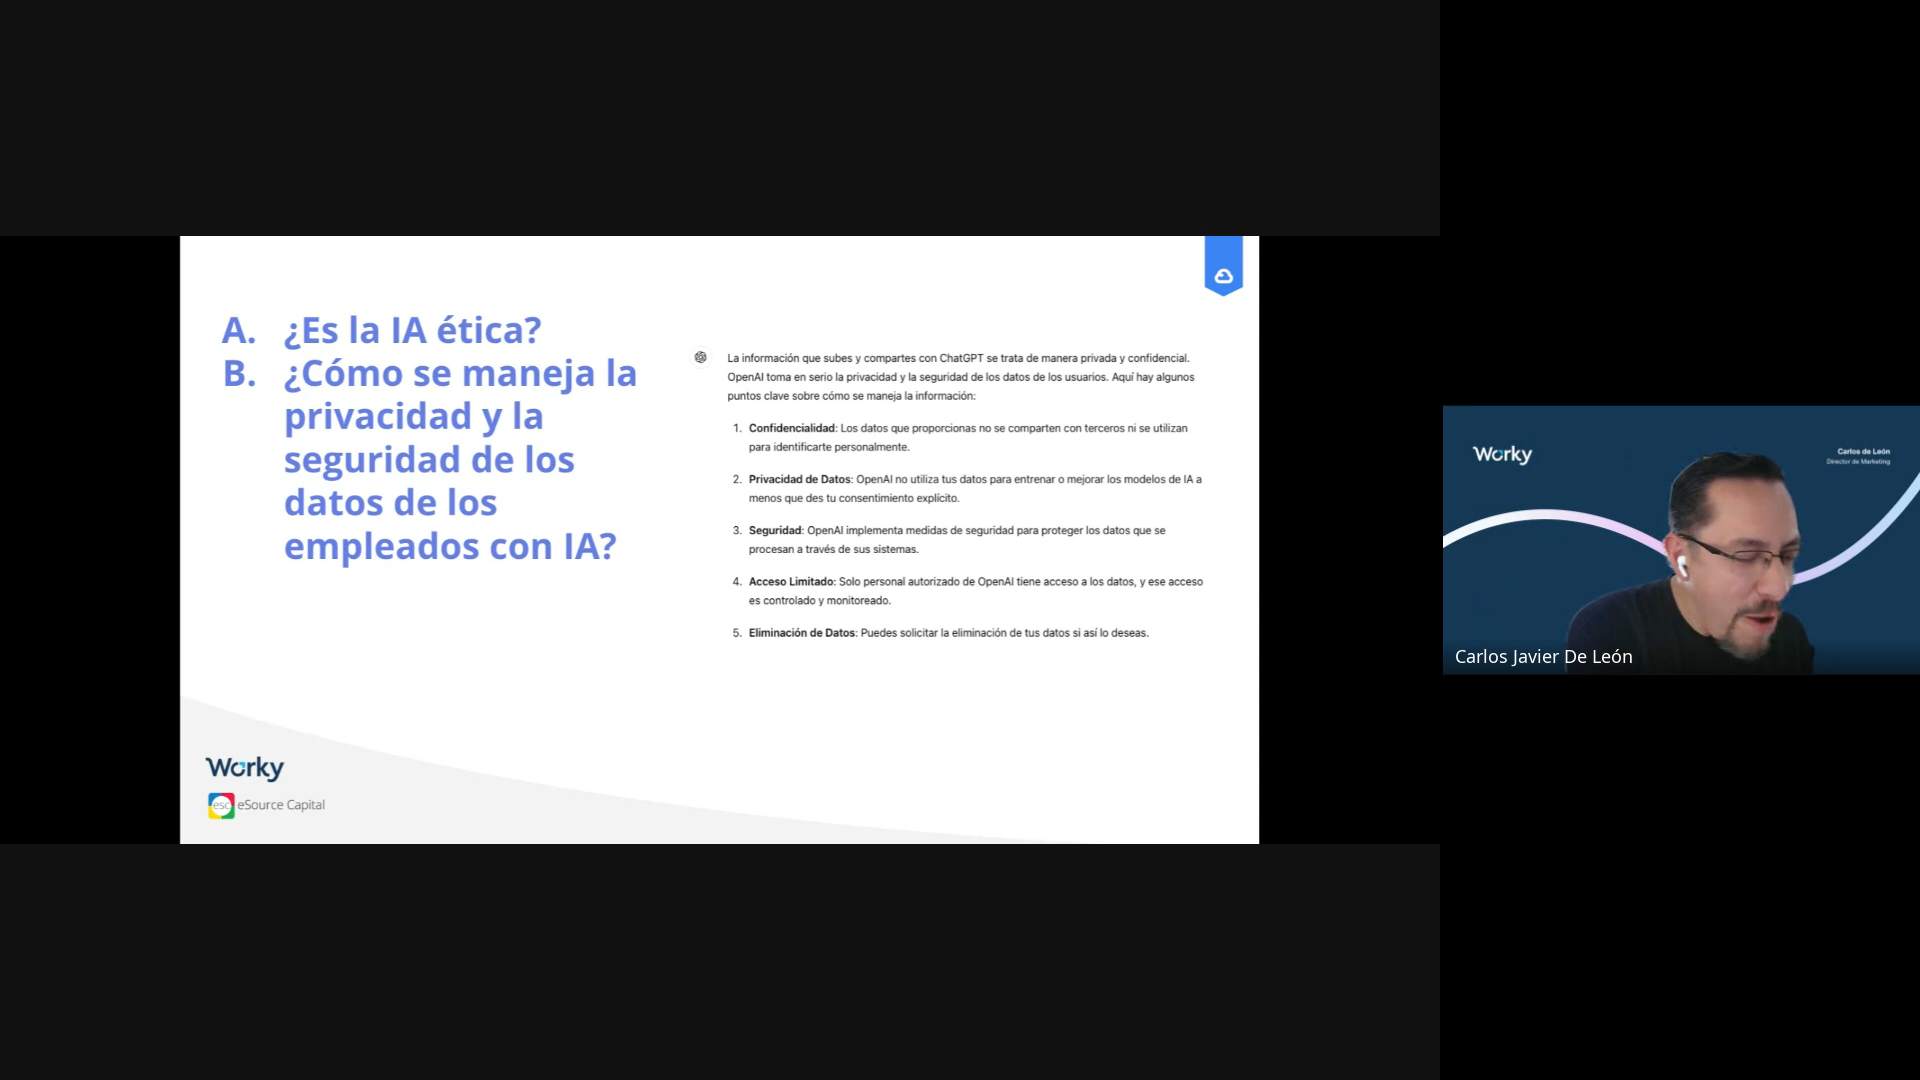 A. ¿Es la IA ética?
B. ¿Cómo se maneja la
privacidad y la
seguridad de los
datos de los
empleados con IA?
La información que subes y compartes con ChatGPT se trata de manera privada y confidencial.
OpenAI toma en serio la privacidad y la seguridad de los datos de los usuarios. Aquí hay algunos
puntos clave sobre cómo se maneja la información:
1. Confidencialidad: Los datos que proporcionas no se comparten con terceros ni se utilizan
para identificarte personalmente.
2. Privacidad de Datos: OpenAI no utiliza tus datos para entrenar o mejorar los modelos de IA a
menos que des tu consentimiento explícito.
3. Seguridad: OpenAI implementa medidas de seguridad para proteger los datos que se
procesan a través de sus sistemas.
4. Acceso Limitado: Solo personal autorizado de OpenAI tiene acceso a los datos, y ese acceso
es controlado y monitoreado.
5. Eliminación de Datos: Puedes solicitar la eliminación de tus datos si así lo deseas.
Worky
esc eSource Capital
Worky
Carlos de León
Director de Marketing
Carlos Javier De León